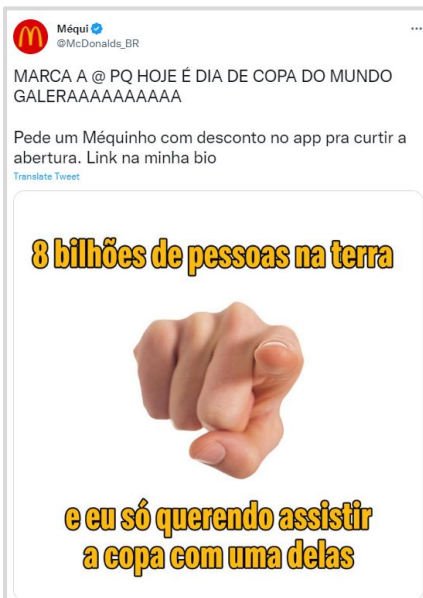 Méqui
@McDonalds_BR
MARCA A @ PQ HOJE É DIA DE COPA DO MUNDO
GALERAAAAAAAAAAA
Pede um Méquinho com desconto no app pra curtir a
abertura. Link na minha bio
Translate Tweet
8 bilhões de pessoas na terra
e eu só querendo assistir
a copa com uma delas